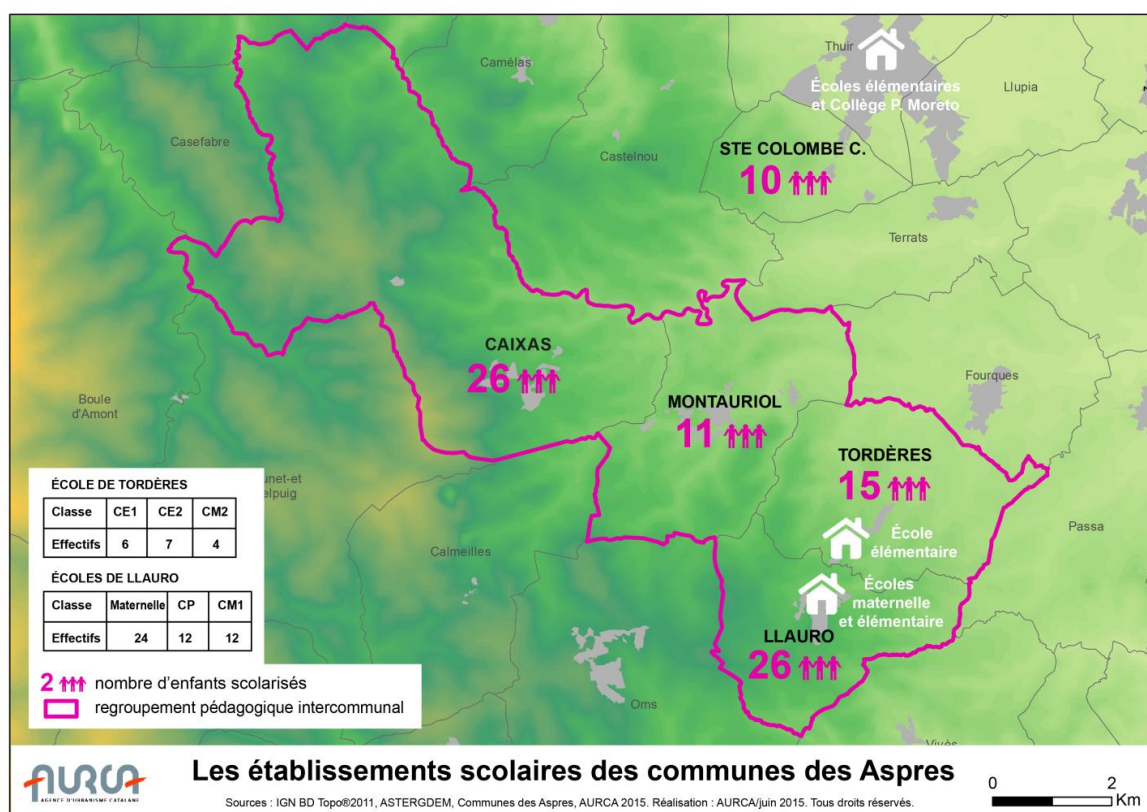 Thuir
Camélas
Écoles élémentaires
et Collège P. Moreto
Llupia
Casefabre
STE COLOMBE C.
Castelnou
10
Terrats
CAIXAS
26
Fourques
Boule
d'Amont
MONTAURIOL
11
TORDÈRES
15
ÉCOLE DE TORDÈRES
Classe CE1 CE2 CM2
Effectifs 6 7 4
Passa
École
élémentaire
Calmeilles
ÉCOLES DE LLAURO
Classe Maternelle CP CM1
Effectifs 24 12 12
Écoles
maternelle
et élémentaire
LLAURO
26
2 nombre d'enfants scolarisés
regroupement pédagogique intercommunal
Oms
AURCA
AGENCE D'URBANISME CATALANE
Les établissements scolaires des communes des Aspres
0 2
Km
Sources : IGN BD Topo®2011, ASTERGDEM, Communes des Aspres, AURCA 2015. Réalisation : AURCA/juin 2015. Tous droits réservés.